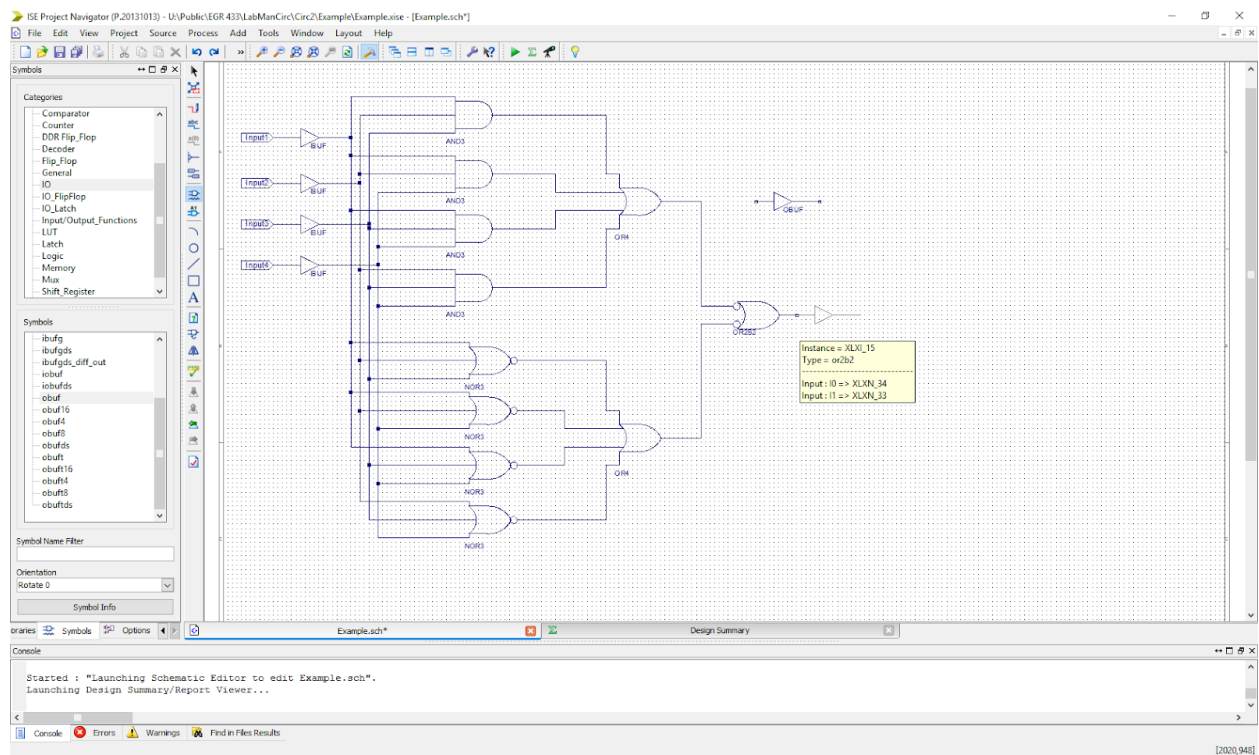 ISE Project Navigator (P.20131013) - U:\Public\EGR 433\LabManCirc\Circ2\Example\Example.xise - [Example.sch*]
File Edit View Project Source Process Add Tools Window Layout Help
Symbols
Categories
Comparator
Counter
DDR Flip_Flop
Decoder
Flip_Flop
General
IO
IO_FlipFlop
IO_Latch
Input/Output_Functions
LUT
Latch
Logic
Memory
Mux
Shift_Register
Symbols
ibufg
ibufgds
ibufgds_diff_out
iobuf
iobufds
obuf
obuf16
obuf4
obuf8
obufds
obuft
obuft16
obuft4
obuft8
obuftds
Symbol Name Filter
Orientation
Rotate 0
Symbol Info
Input1
IBUF
Input2
IBUF
Input3
IBUF
Input4
IBUF
AND3
AND3
AND3
AND3
NOR3
NOR3
NOR3
NOR3
OR4
OR4
OBUF
OR2B2
Instance = XLXI_15
Type = or2b2
Input : I0 => XLXN_34
Input : I1 => XLXN_33
oraries Symbols Options
Example.sch*
Design Summary
Console
Started : "Launching Schematic Editor to edit Example.sch".
Launching Design Summary/Report Viewer...
Console Errors Warnings Find in Files Results
[2020,948]